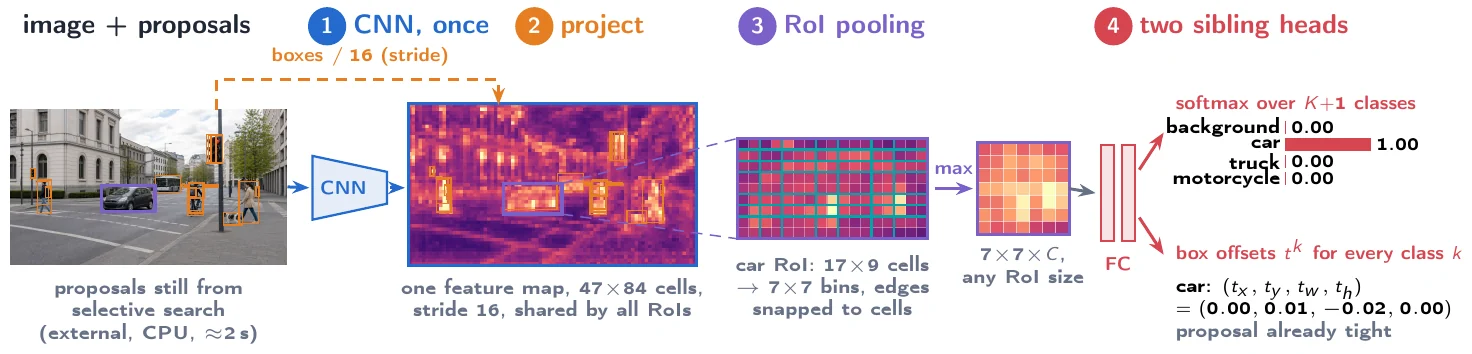 image + proposals
1 CNN, once
2 project
3 RoI pooling
4 two sibling heads
boxes / 16 (stride)
CNN
max
FC
softmax over K+1 classes
background 0.00
car 1.00
truck 0.00
motorcycle 0.00
box offsets t^k for every class k
car: (t_x, t_y, t_w, t_h)
= (0.00, 0.01, −0.02, 0.00)
proposal already tight
proposals still from
selective search
(external, CPU, ≈2 s)
one feature map, 47×84 cells,
stride 16, shared by all RoIs
car RoI: 17×9 cells
→ 7×7 bins, edges
snapped to cells
7×7×C,
any RoI size